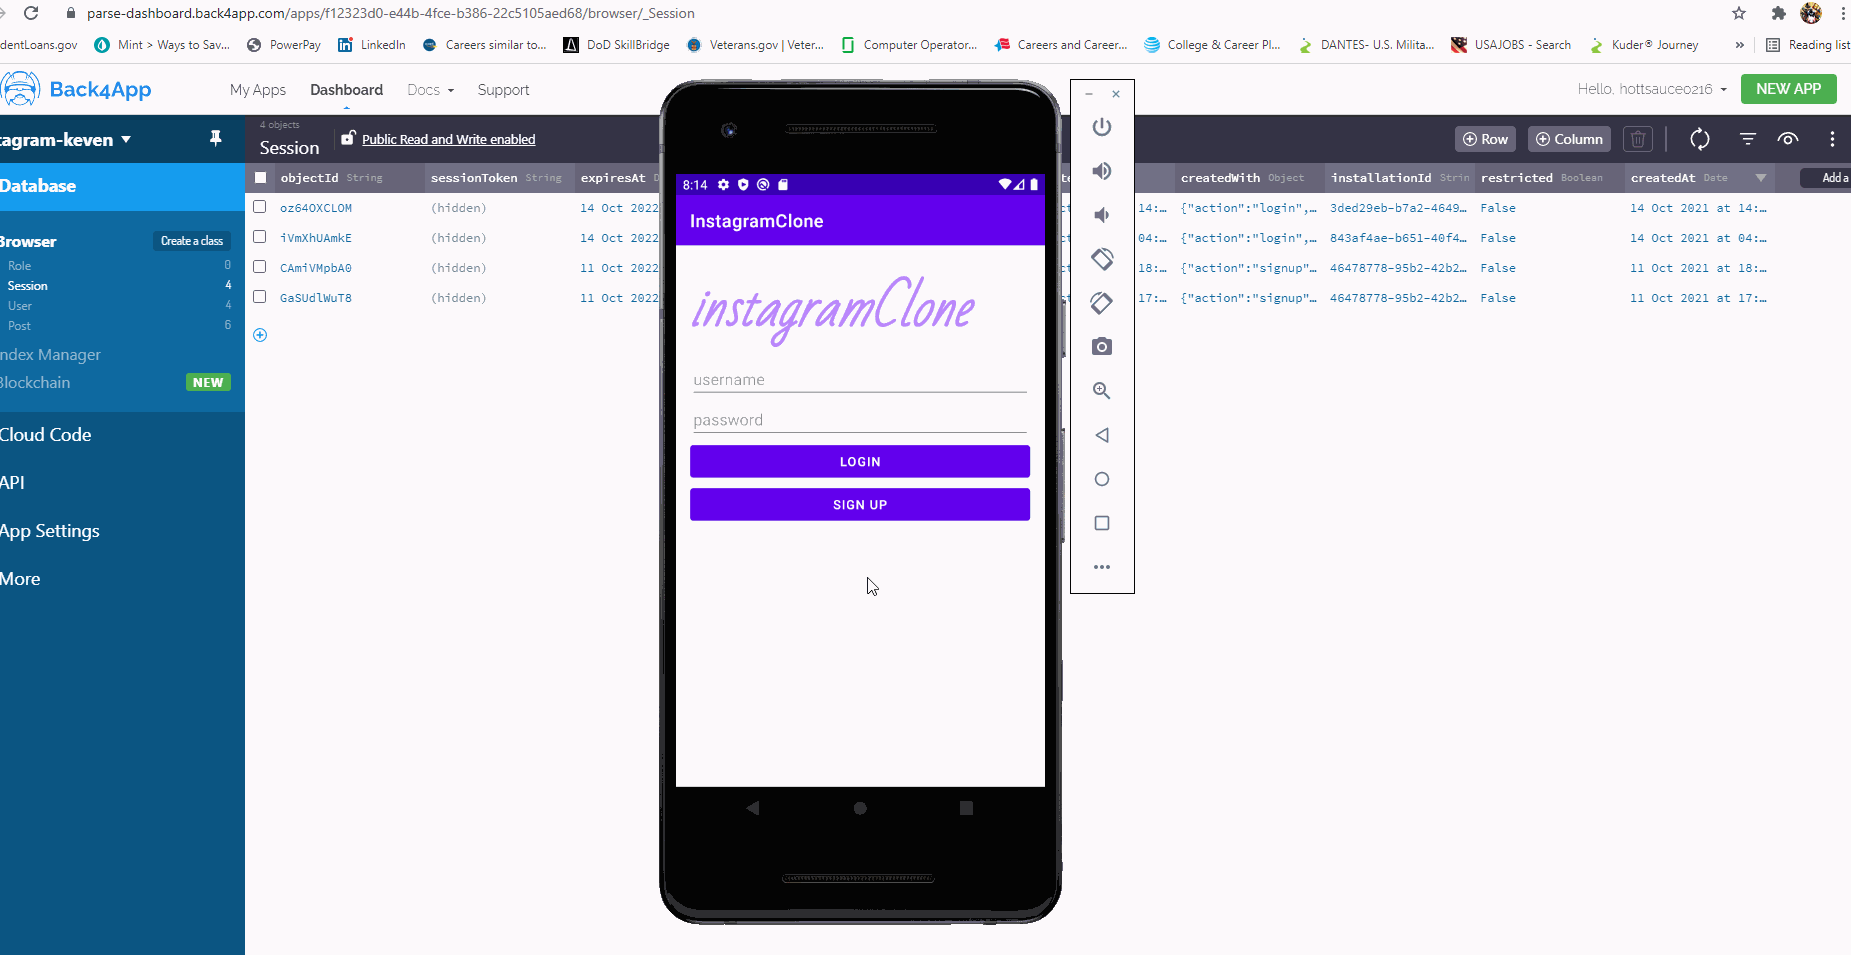 parse-dashboard.back4app.com/apps/f12323d0-e44b-4fce-b386-22c5105aed68/browser/_Session
dentLoans.gov Mint > Ways to Sav... PowerPay LinkedIn Careers similar to... DoD SkillBridge Veterans.gov | Veter... Computer Operator... Careers and Career... College & Career Pl... DANTES- U.S. Milita... USAJOBS - Search Kuder® Journey » Reading list
Back4App My Apps Dashboard Docs Support Hello, hottsauce0216 NEW APP
tagram-keven
4 objects
Session Public Read and Write enabled Row Column
Database
objectId String sessionToken String expiresAt D createdWith Object installationId Strin restricted Boolean createdAt Date Add a
oz64OXCLOM (hidden) 14 Oct 2022 ct 14:... {"action":"login",... 3ded29eb-b7a2-4649... False 14 Oct 2021 at 14:...
iVmXhUAmkE (hidden) 14 Oct 2022 ct 04:... {"action":"login",... 843af4ae-b651-40f4... False 14 Oct 2021 at 04:...
CAmiVMpbA0 (hidden) 11 Oct 2022 ct 18:... {"action":"signup"... 46478778-95b2-42b2... False 11 Oct 2021 at 18:...
GaSUdlWuT8 (hidden) 11 Oct 2022 ct 17:... {"action":"signup"... 46478778-95b2-42b2... False 11 Oct 2021 at 17:...
Browser Create a class
Role 0
Session 4
User 4
Post 6
ndex Manager
Blockchain NEW
Cloud Code
API
App Settings
More
8:14
InstagramClone
instagramClone
username
password
LOGIN
SIGN UP